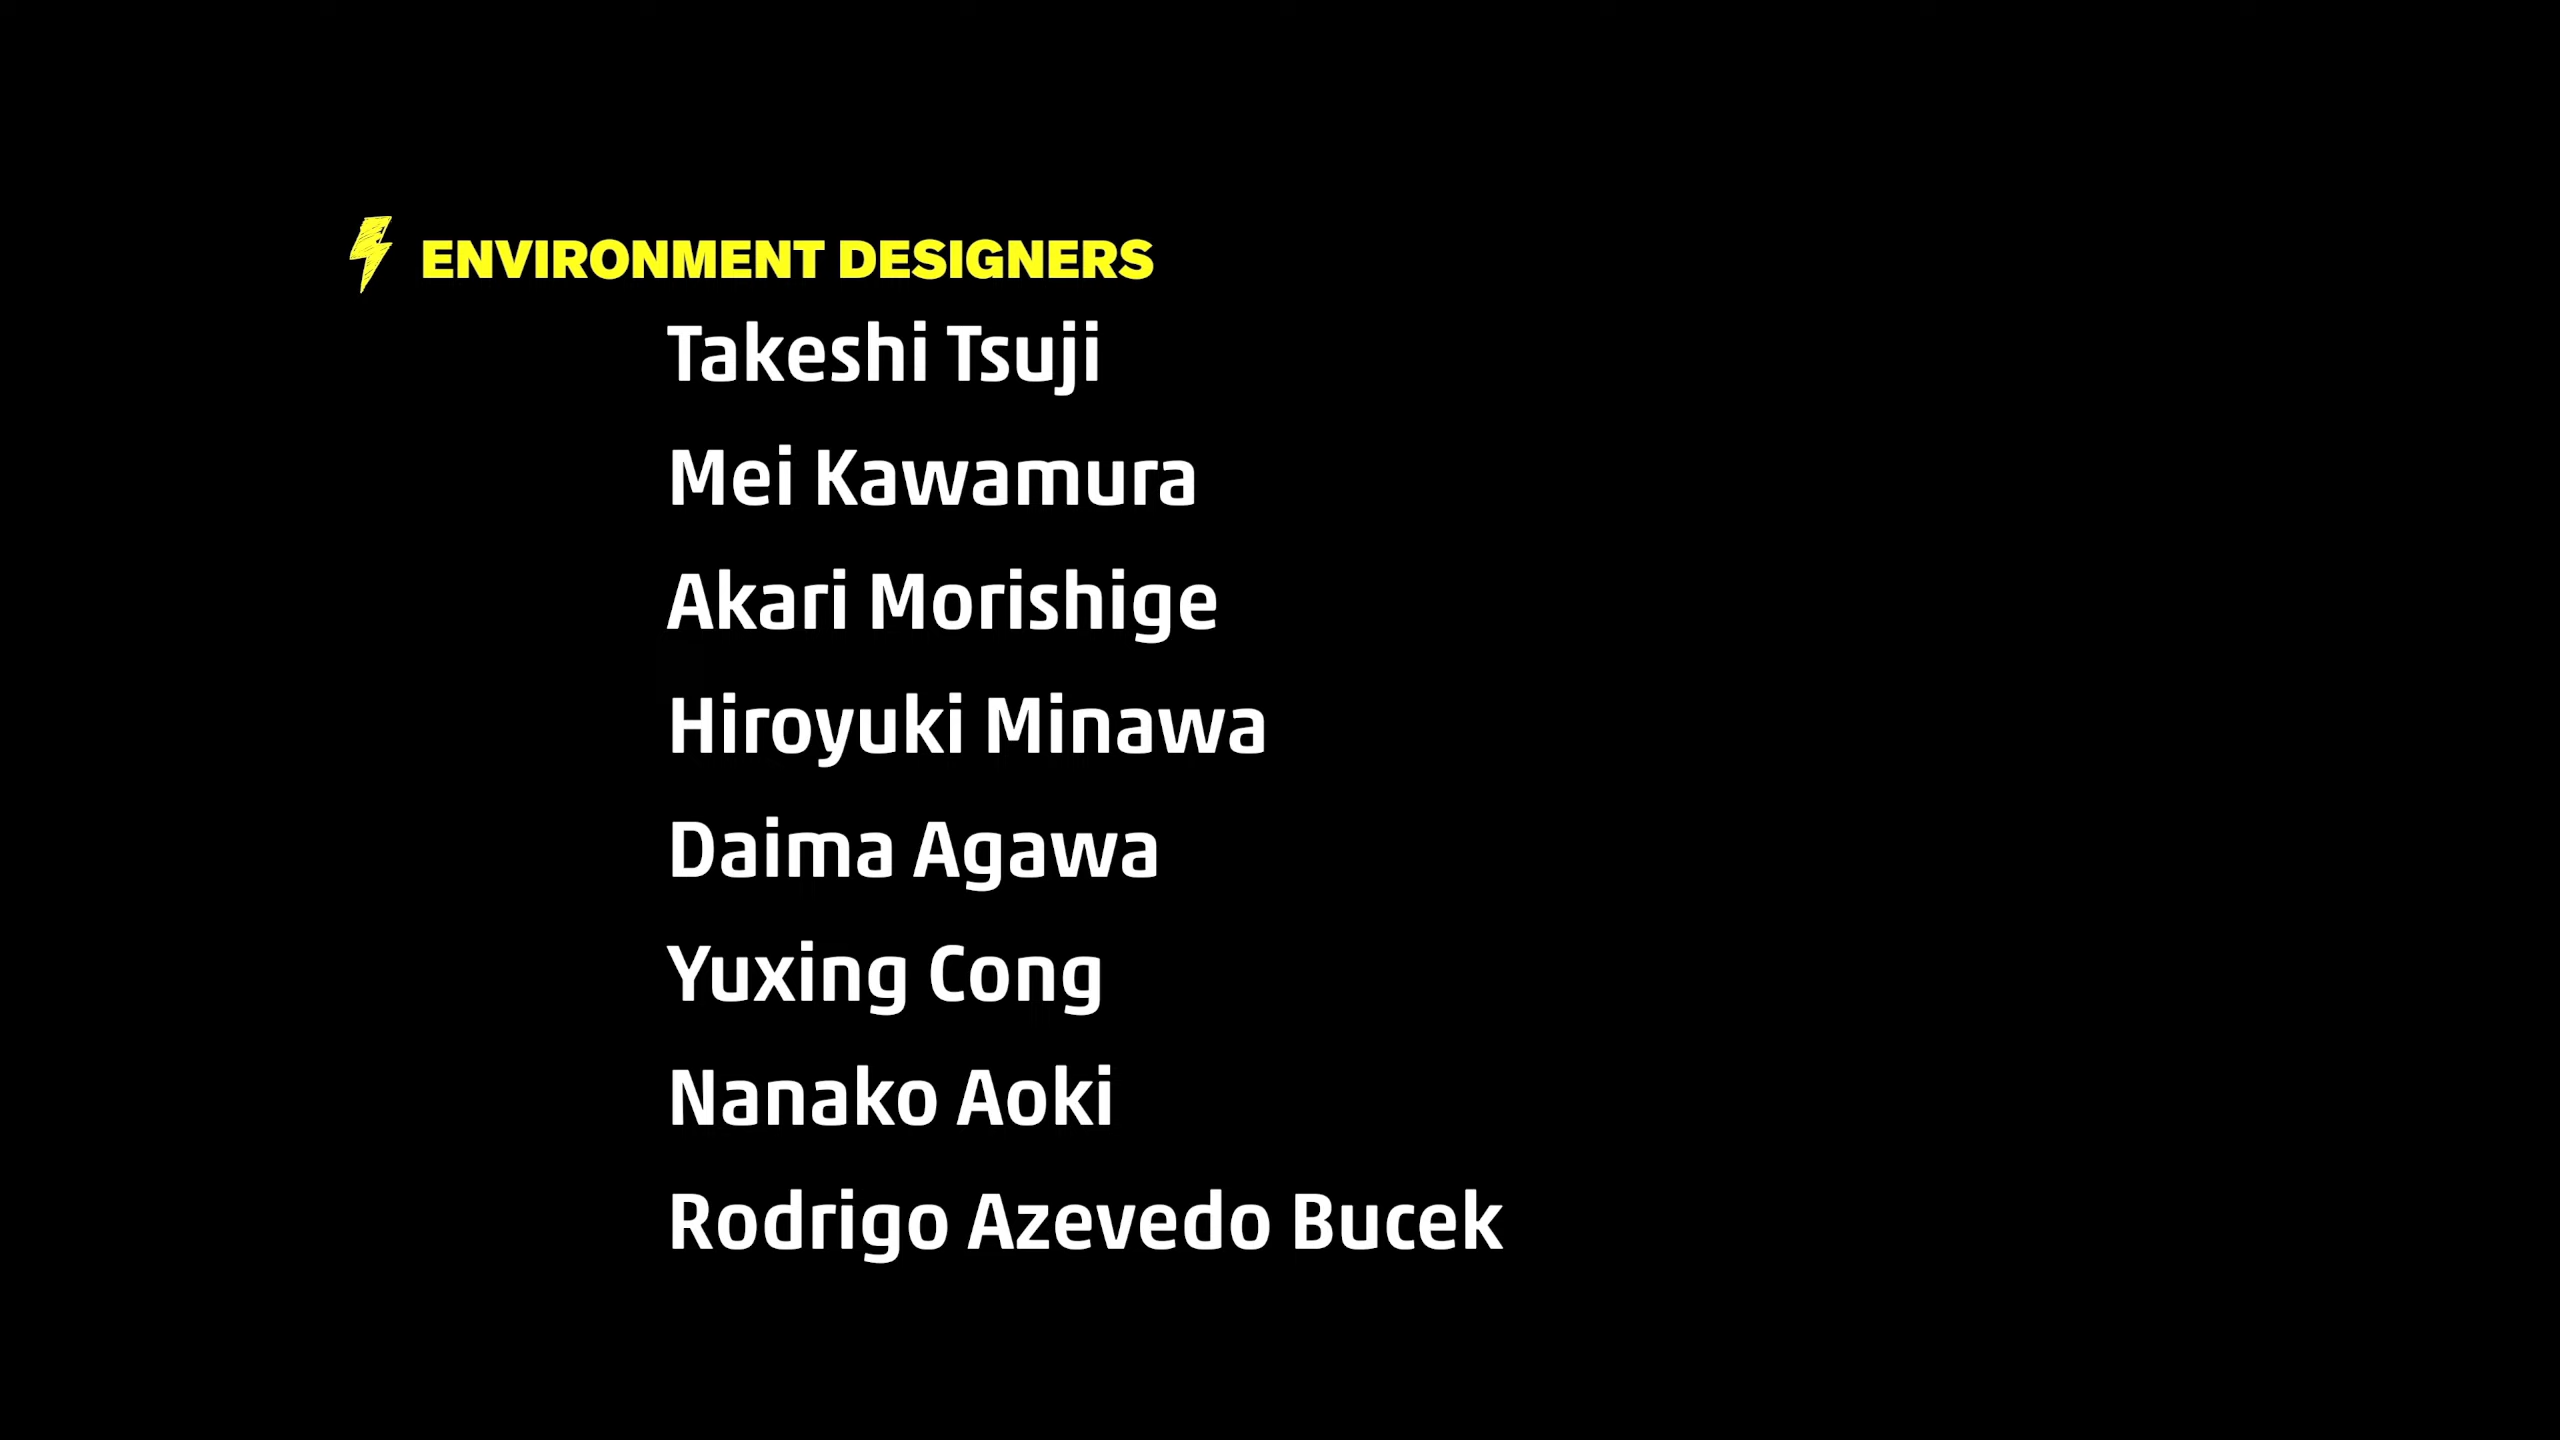 ENVIRONMENT DESIGNERS
Takeshi Tsuji
Mei Kawamura
Akari Morishige
Hiroyuki Minawa
Daima Agawa
Yuxing Cong
Nanako Aoki
Rodrigo Azevedo Bucek